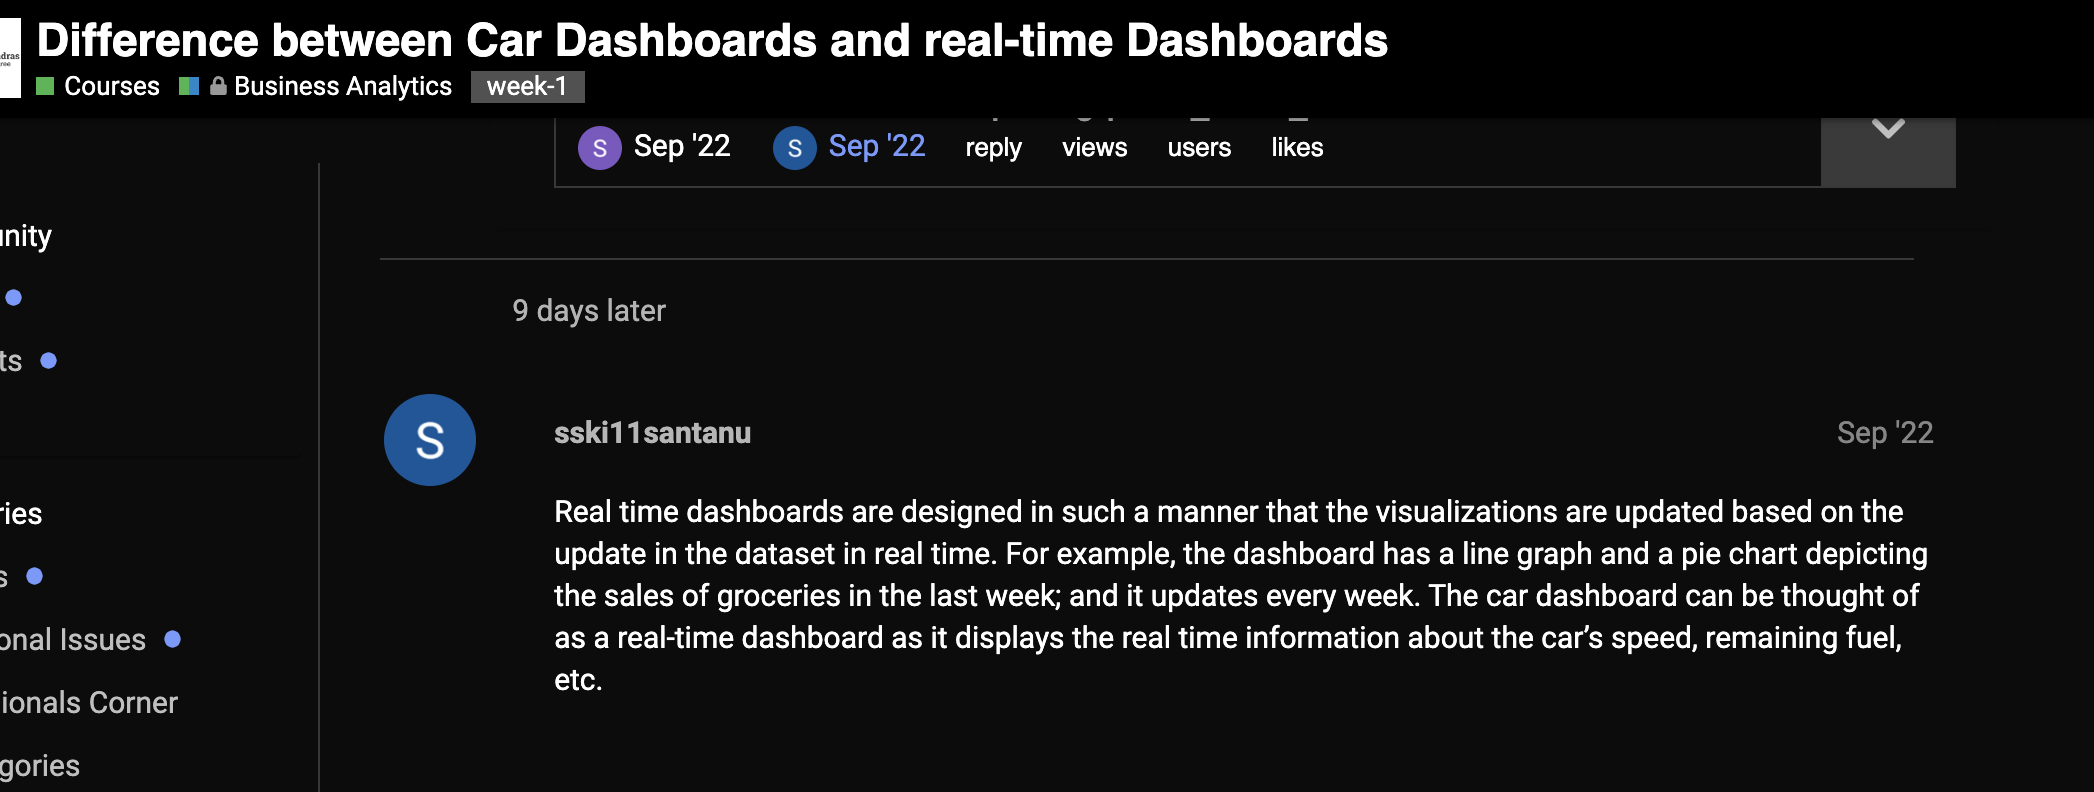 Difference between Car Dashboards and real-time Dashboards
Courses Business Analytics week-1
S Sep '22 S Sep '22 reply views users likes
9 days later
S sski11santanu Sep '22
Real time dashboards are designed in such a manner that the visualizations are updated based on the
update in the dataset in real time. For example, the dashboard has a line graph and a pie chart depicting
the sales of groceries in the last week; and it updates every week. The car dashboard can be thought of
as a real-time dashboard as it displays the real time information about the car’s speed, remaining fuel,
etc.
nity
ts
ries
s
onal Issues
ionals Corner
gories